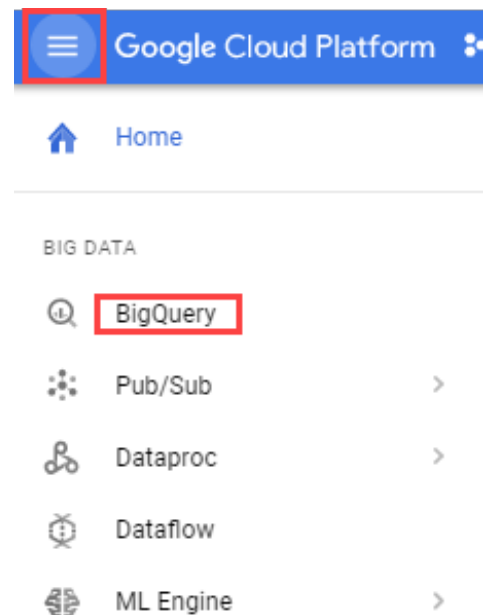 Google Cloud Platform
Home
BIG DATA
BigQuery
Pub/Sub
Dataproc
Dataflow
ML Engine